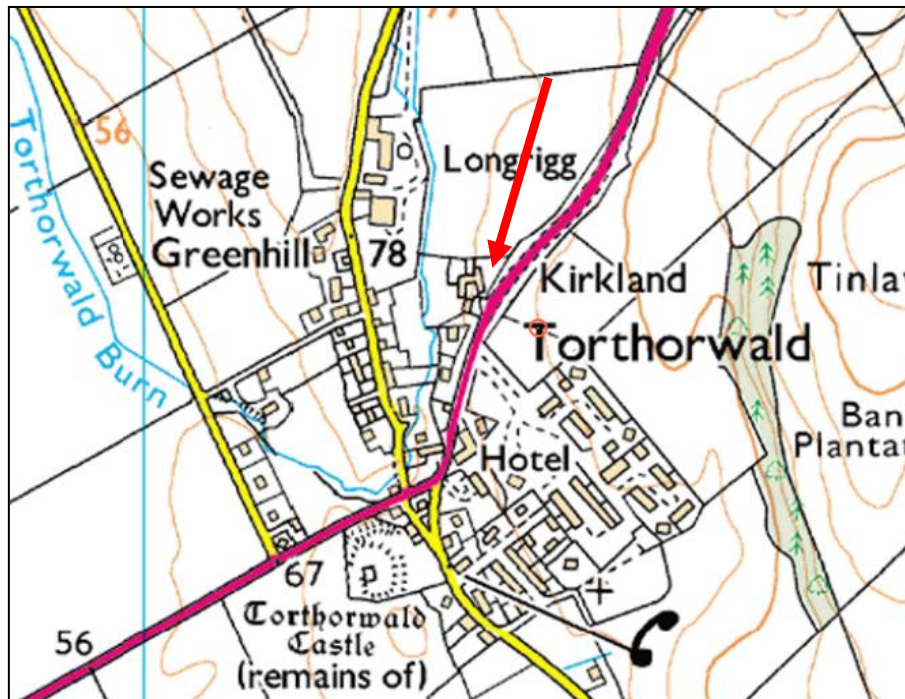 56
Torthorwald
Burn
Sewage
Works
Greenhill
Longrigg
78
Kirkland
Torthorwald
Tinla
Ban
Plantat
Hotel
67
56
Torthorwald
Castle
(remains of)